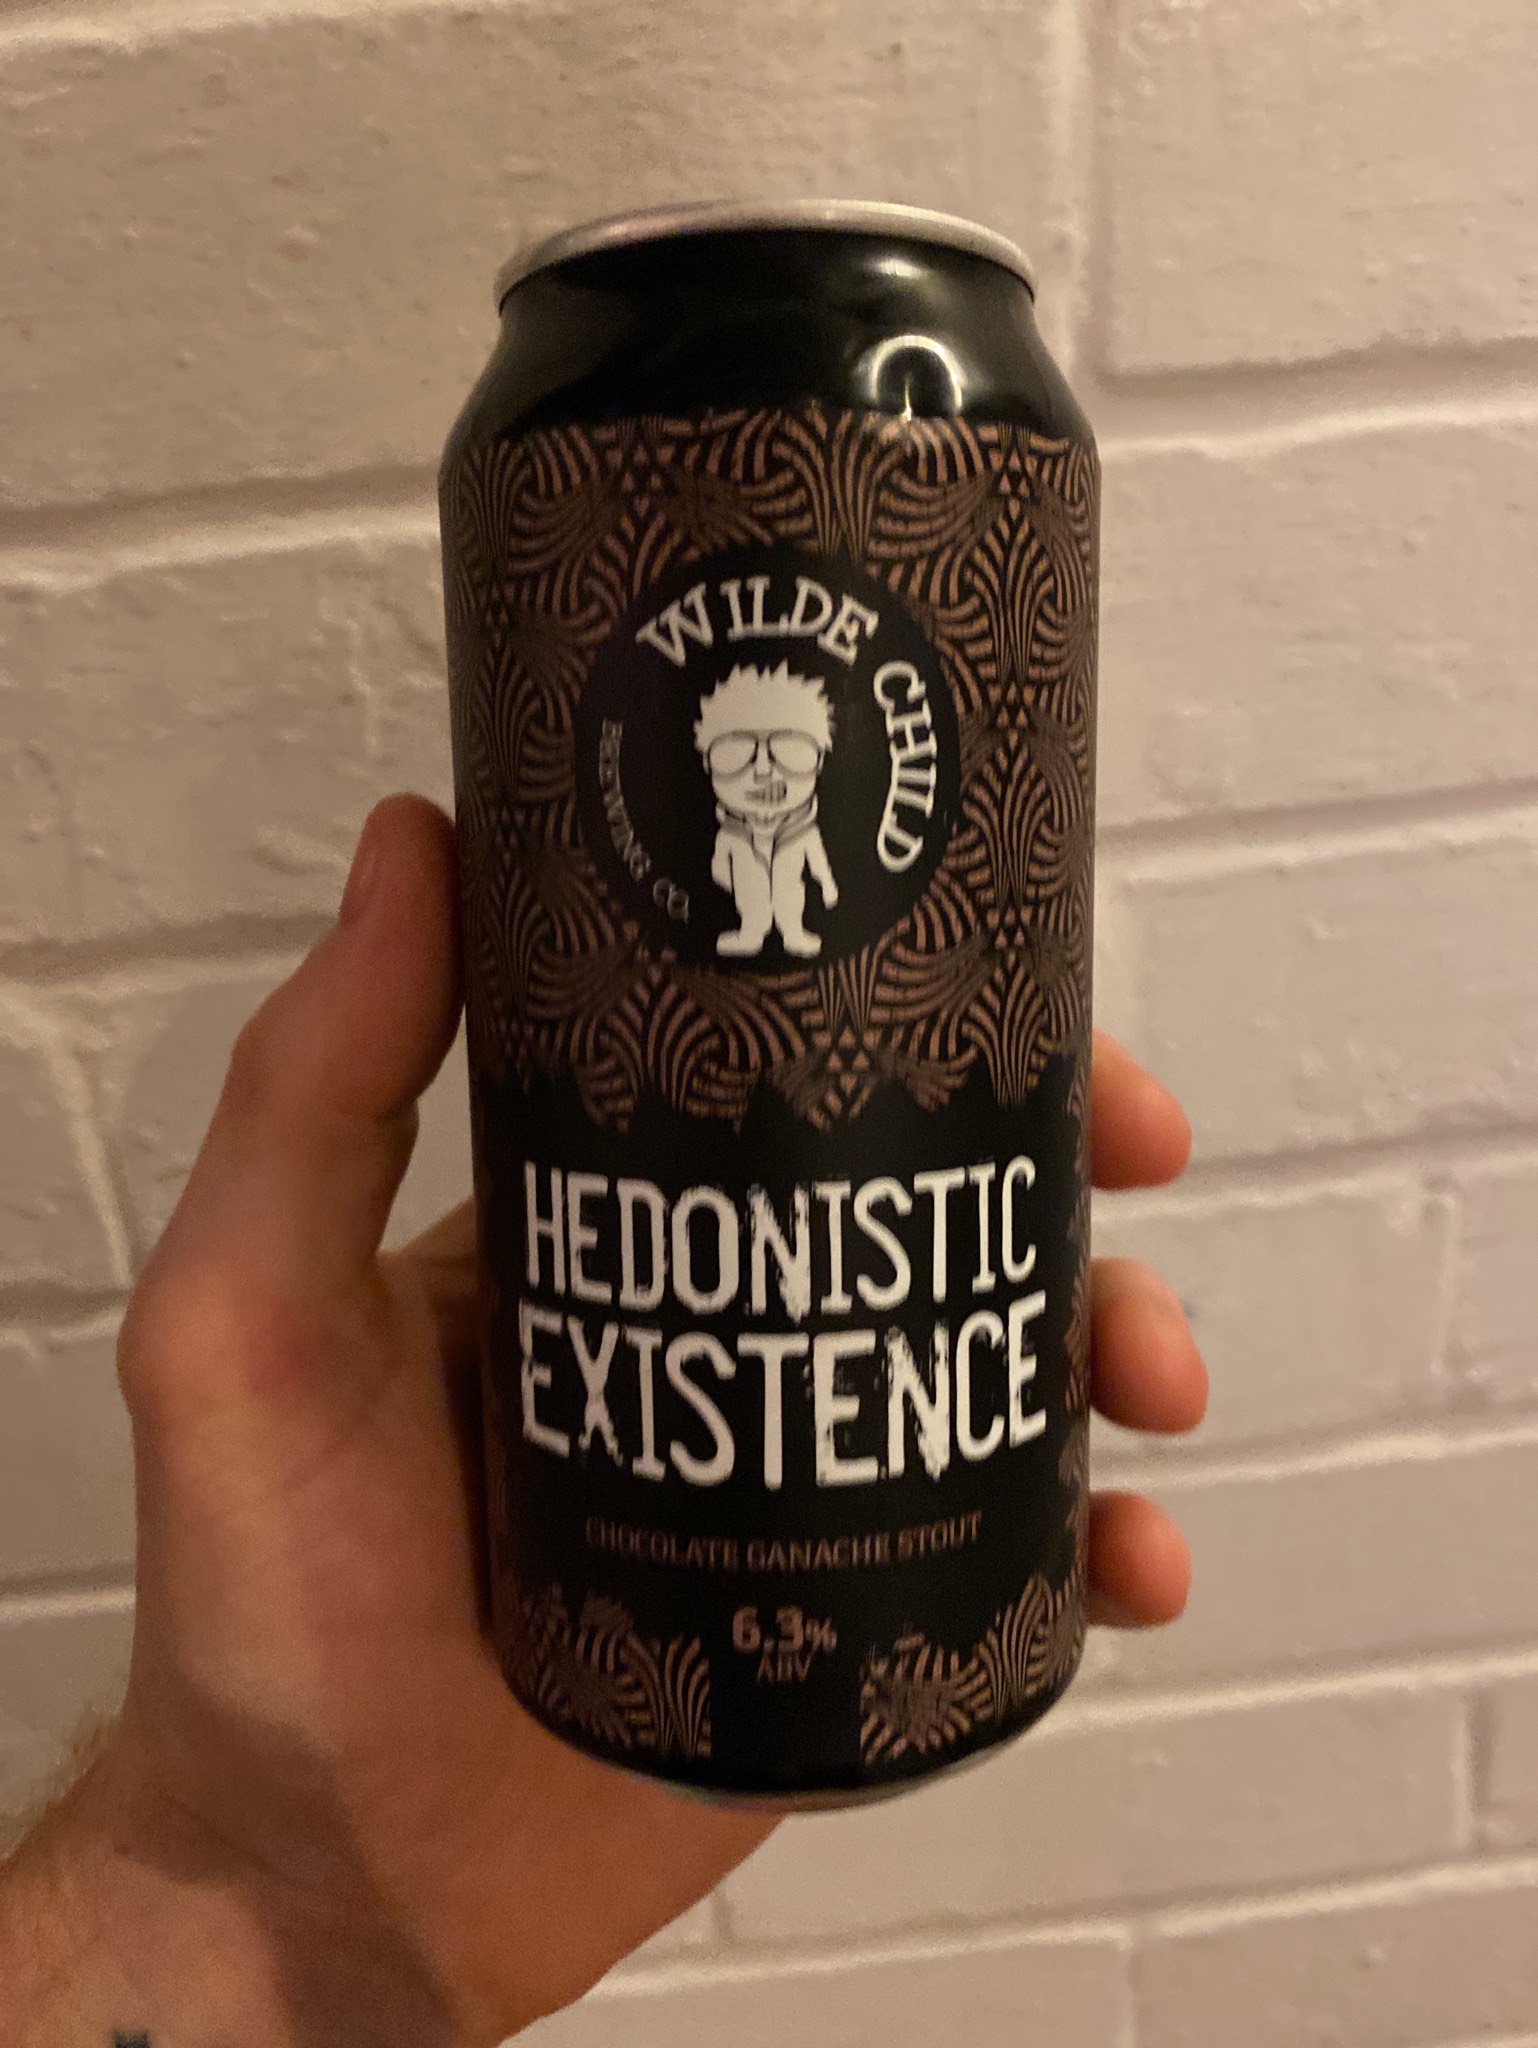 WILDE CHILD
BREWING CO.
HEDONISTIC
EXISTENCE
CHOCOLATE GANACHE STOUT
6.3%
ABV